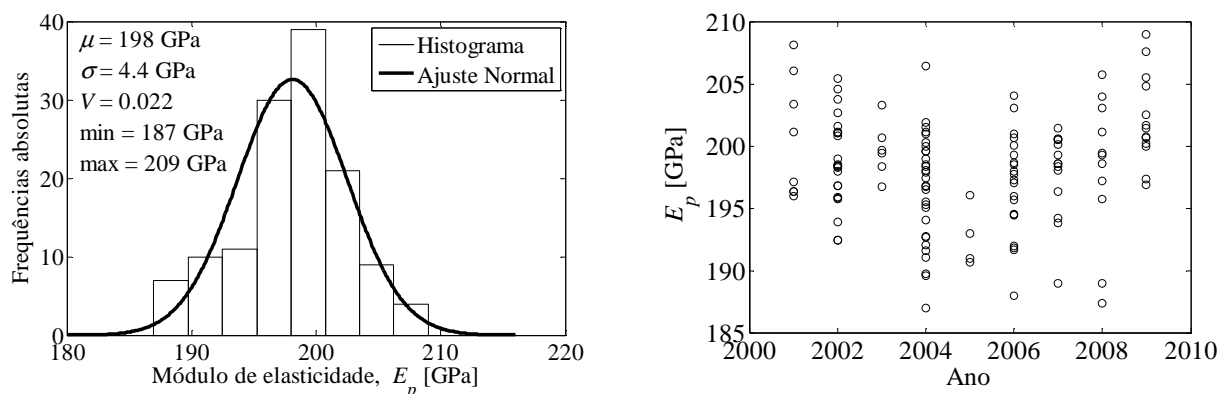 40
30
20
10
0
μ = 198 GPa
σ = 4.4 GPa
V = 0.022
min = 187 GPa
max = 209 GPa
Histograma
Ajuste Normal
Frequências absolutas
180 190 200 210 220
Módulo de elasticidade, E_p [GPa]
210
205
200
195
190
185
E_p [GPa]
2000 2002 2004 2006 2008 2010
Ano